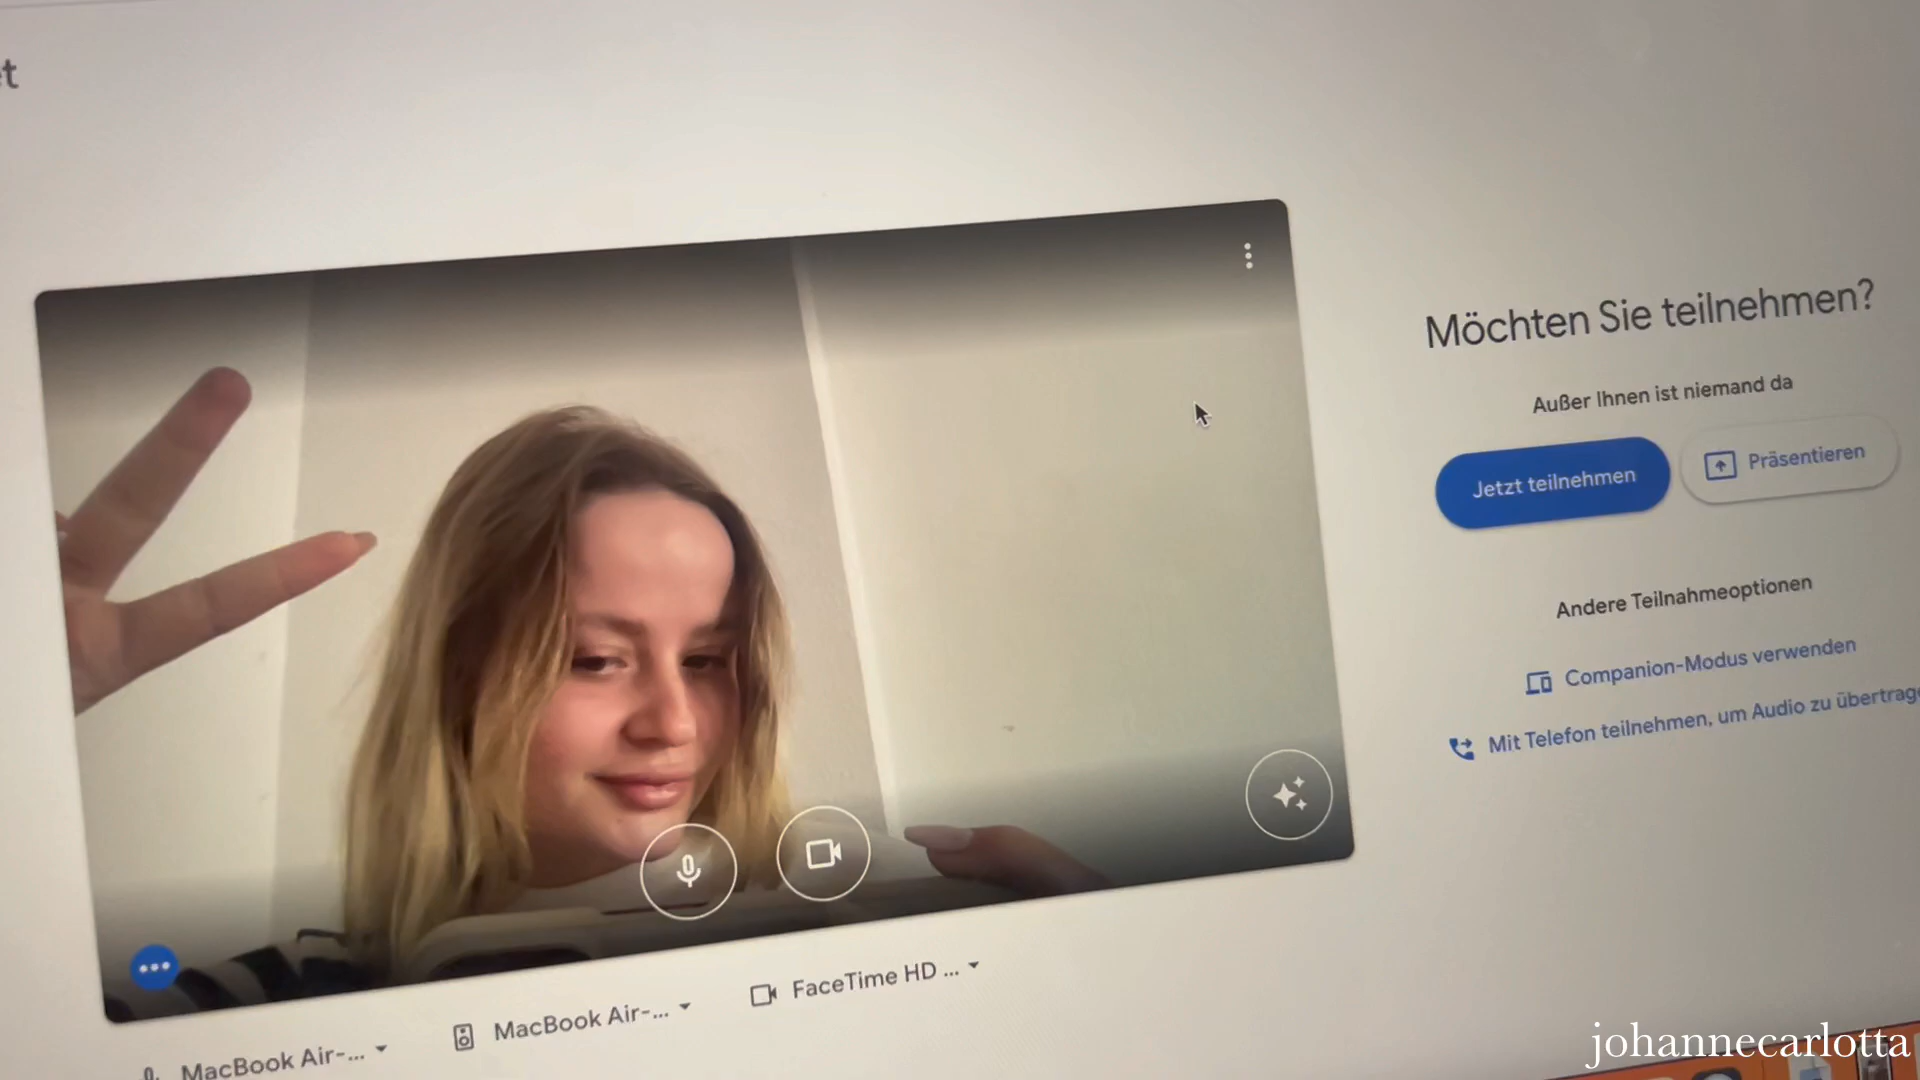 Möchten Sie teilnehmen?
Außer Ihnen ist niemand da
Jetzt teilnehmen
Präsentieren
Andere Teilnahmeoptionen
Companion-Modus verwenden
Mit Telefon teilnehmen, um Audio zu
MacBook Air-...
MacBook Air-...
FaceTime HD ...
johannecarlotta